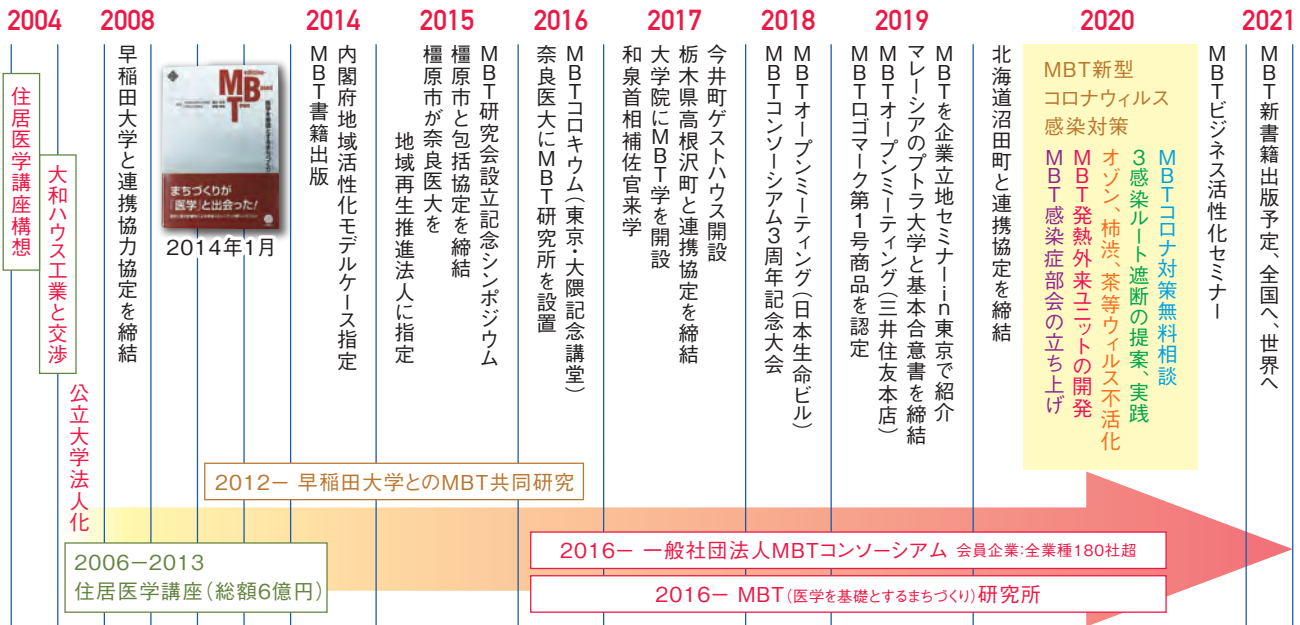 2004
2008
2014
2015
2016
2017
2018
2019
2020
2021
住居医学講座構想
大和ハウス工業と交渉
公立大学法人化
早稲田大学と連携協力協定を締結
MBT
まちづくりが
「医学」と出会った!
2014年1月
内閣府地域活性化モデルケース指定
MBT書籍出版
MBT研究会設立記念シンポジウム
橿原市と包括協定を締結
橿原市が奈良医大を
地域再生推進法人に指定
MBTコロキウム(東京・大隈記念講堂)
奈良医大にMBT研究所を設置
今井町ゲストハウス開設
栃木県高根沢町と連携協定を締結
大学院にMBT学を開設
和泉首相補佐官来学
MBTオープンミーティング(日本生命ビル)
MBTコンソーシアム3周年記念大会
MBTを企業立地セミナーin東京で紹介
マレーシアのプトラ大学と基本合意書を締結
MBTオープンミーティング(三井住友本店)
MBTロゴマーク第1号商品を認定
北海道沼田町と連携協定を締結
MBT新型
コロナウィルス
感染対策
MBTコロナ対策無料相談
3感染ルート遮断の提案、実践
オゾン、柿渋、茶等ウィルス不活化
MBT発熱外来ユニットの開発
MBT感染症部会の立ち上げ
MBTビジネス活性化セミナー
MBT新書籍出版予定、全国へ、世界へ
2012− 早稲田大学とのMBT共同研究
2006−2013
住居医学講座(総額6億円)
2016− 一般社団法人MBTコンソーシアム 会員企業:全業種180社超
2016− MBT(医学を基礎とするまちづくり)研究所